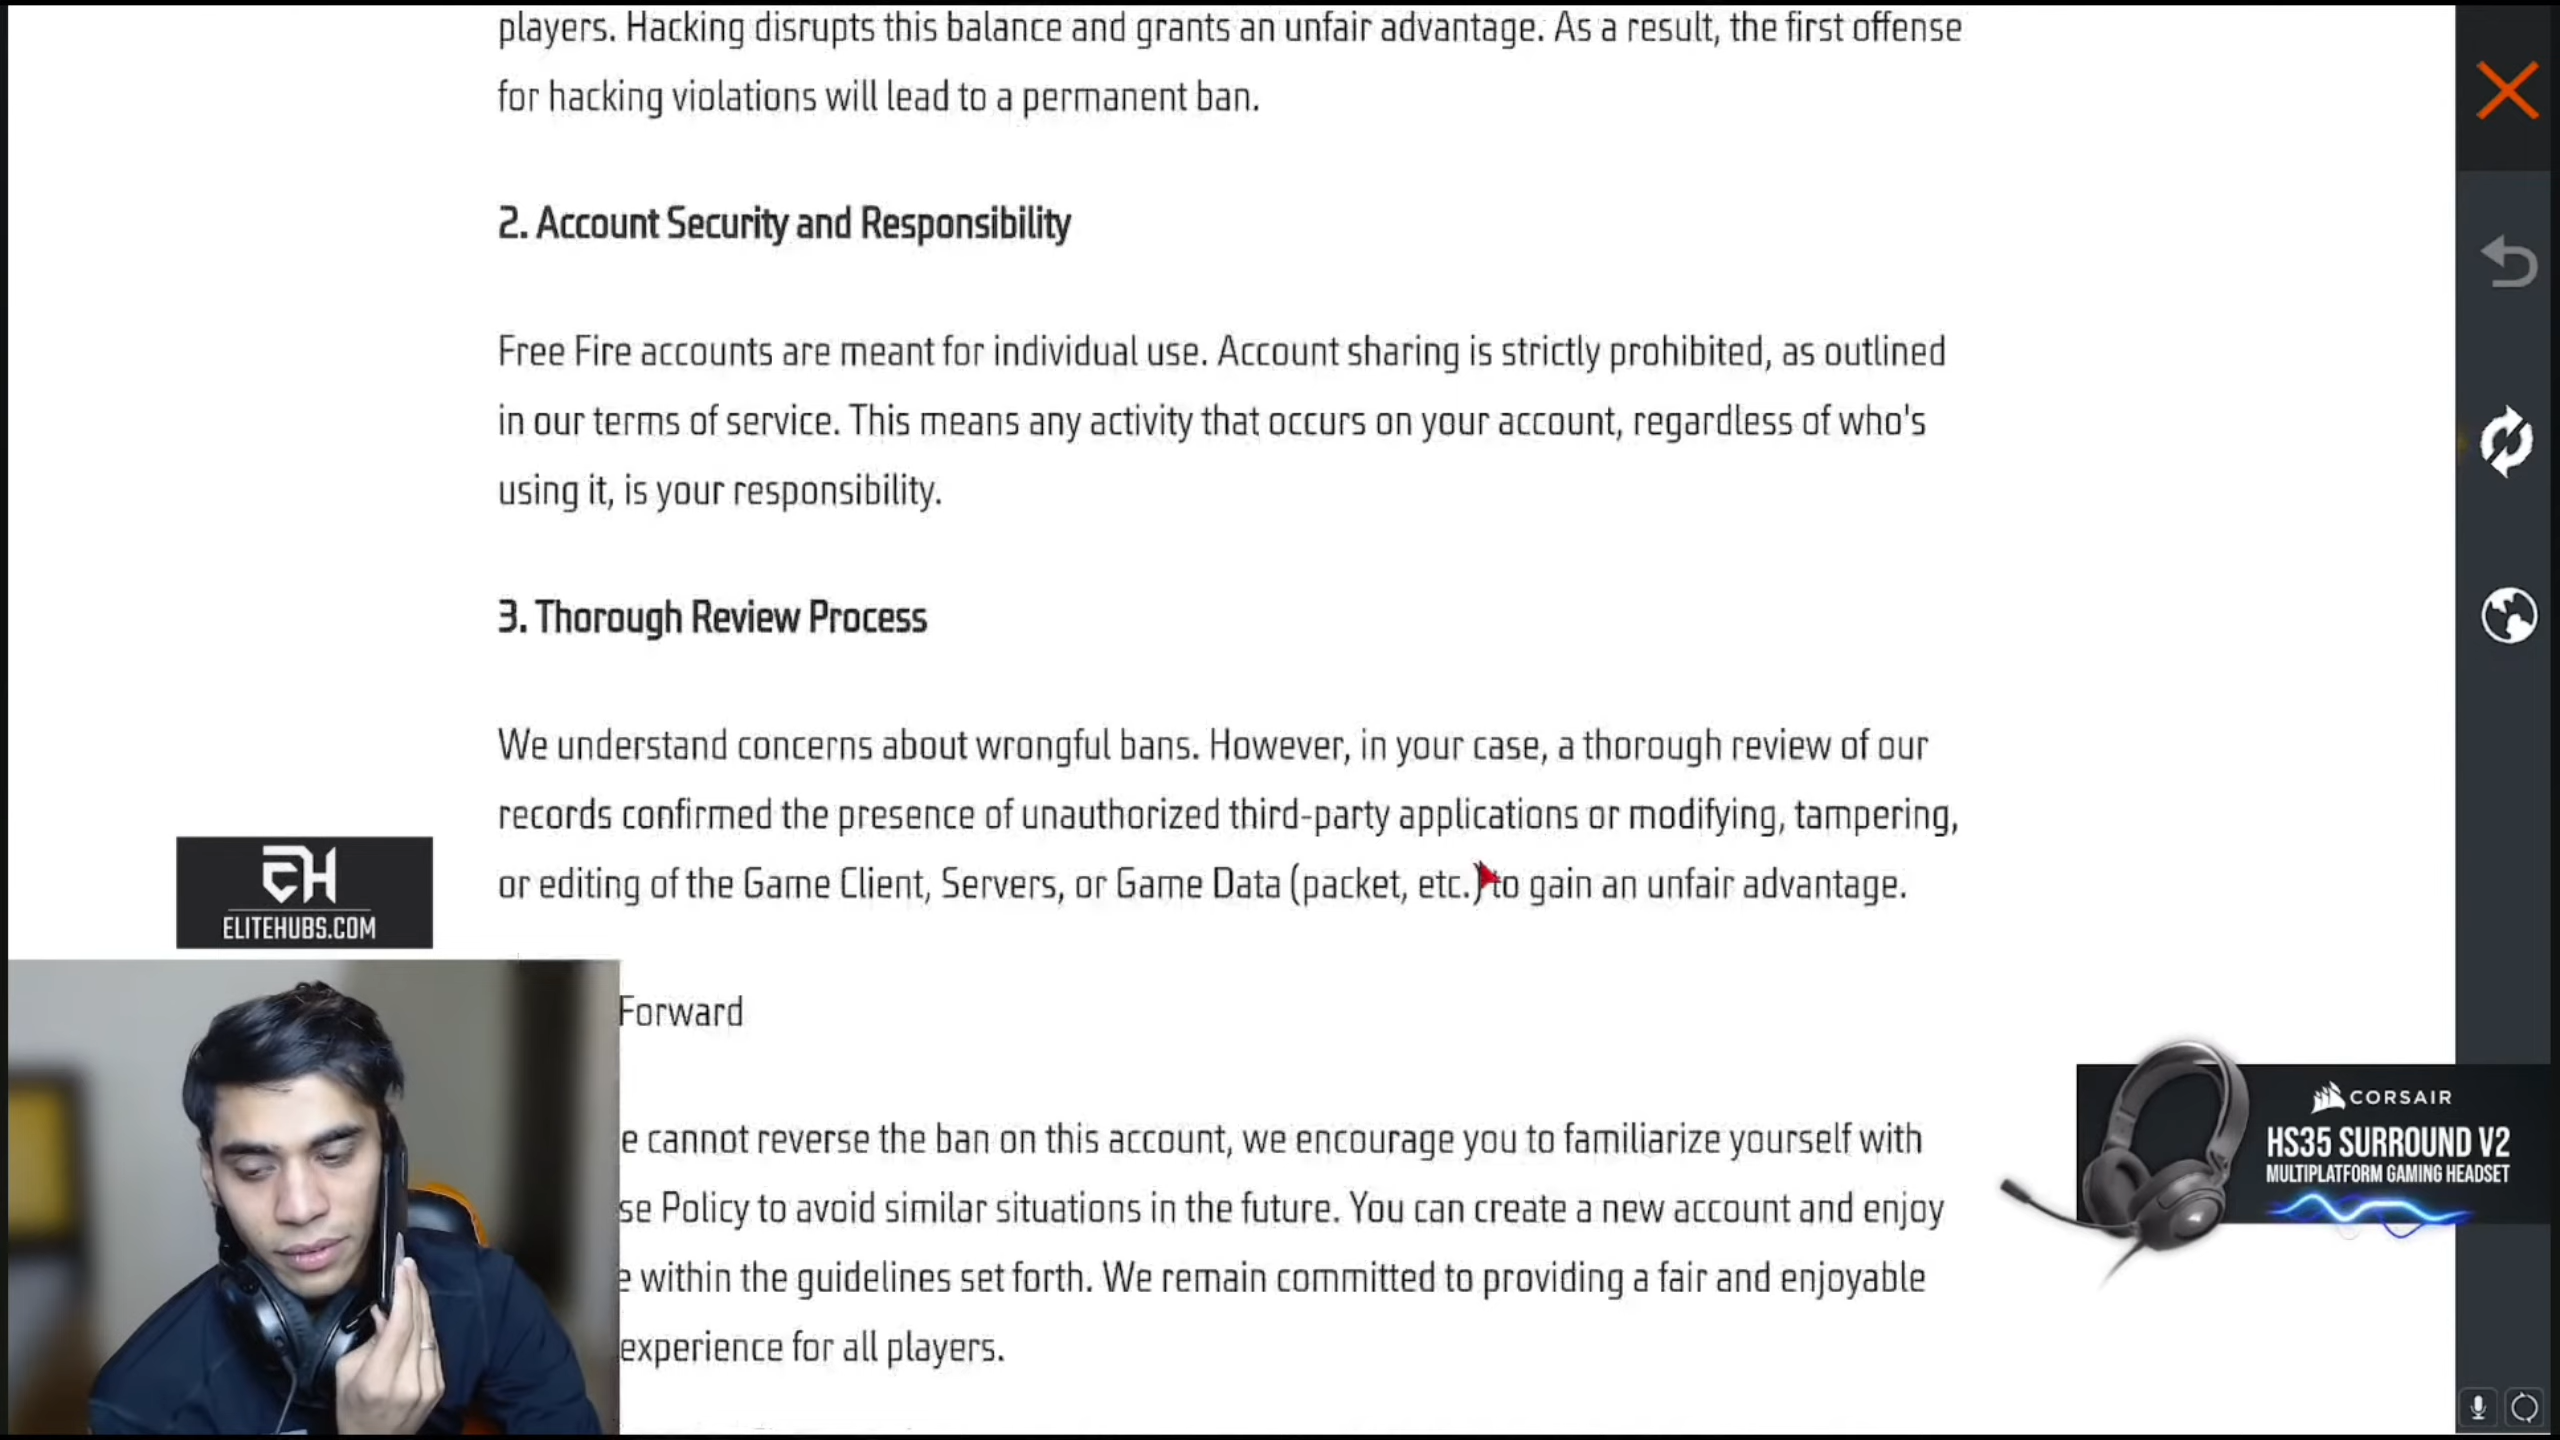 players. Hacking disrupts this balance and grants an unfair advantage. As a result, the first offense
for hacking violations will lead to a permanent ban.
2. Account Security and Responsibility
Free Fire accounts are meant for individual use. Account sharing is strictly prohibited, as outlined
in our terms of service. This means any activity that occurs on your account, regardless of who's
using it, is your responsibility.
3. Thorough Review Process
We understand concerns about wrongful bans. However, in your case, a thorough review of our
records confirmed the presence of unauthorized third-party applications or modifying, tampering,
or editing of the Game Client, Servers, or Game Data (packet, etc.) to gain an unfair advantage.
EH
ELITEHUBS.COM
Forward
e cannot reverse the ban on this account, we encourage you to familiarize yourself with
se Policy to avoid similar situations in the future. You can create a new account and enjoy
e within the guidelines set forth. We remain committed to providing a fair and enjoyable
experience for all players.
CORSAIR
HS35 SURROUND V2
MULTIPLATFORM GAMING HEADSET